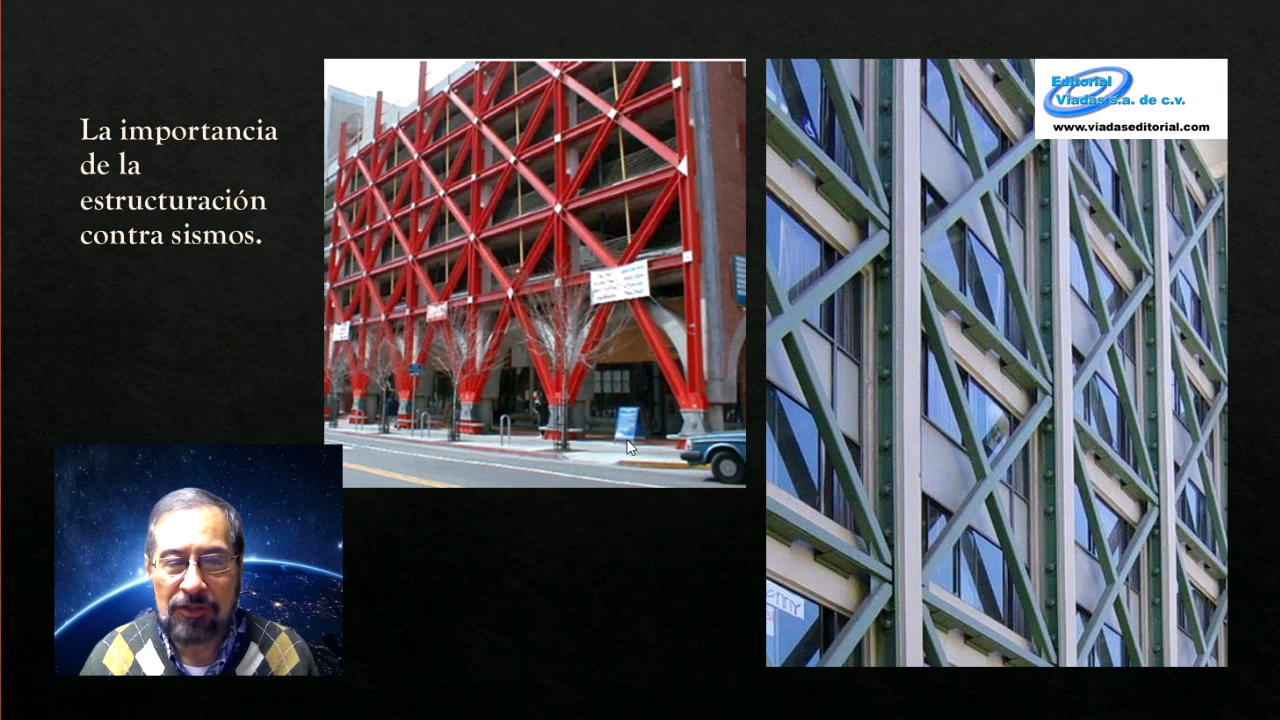 La importancia
de la
estructuración
contra sismos.
Editorial
Viadas s.a. de c.v.
www.viadaseditorial.com